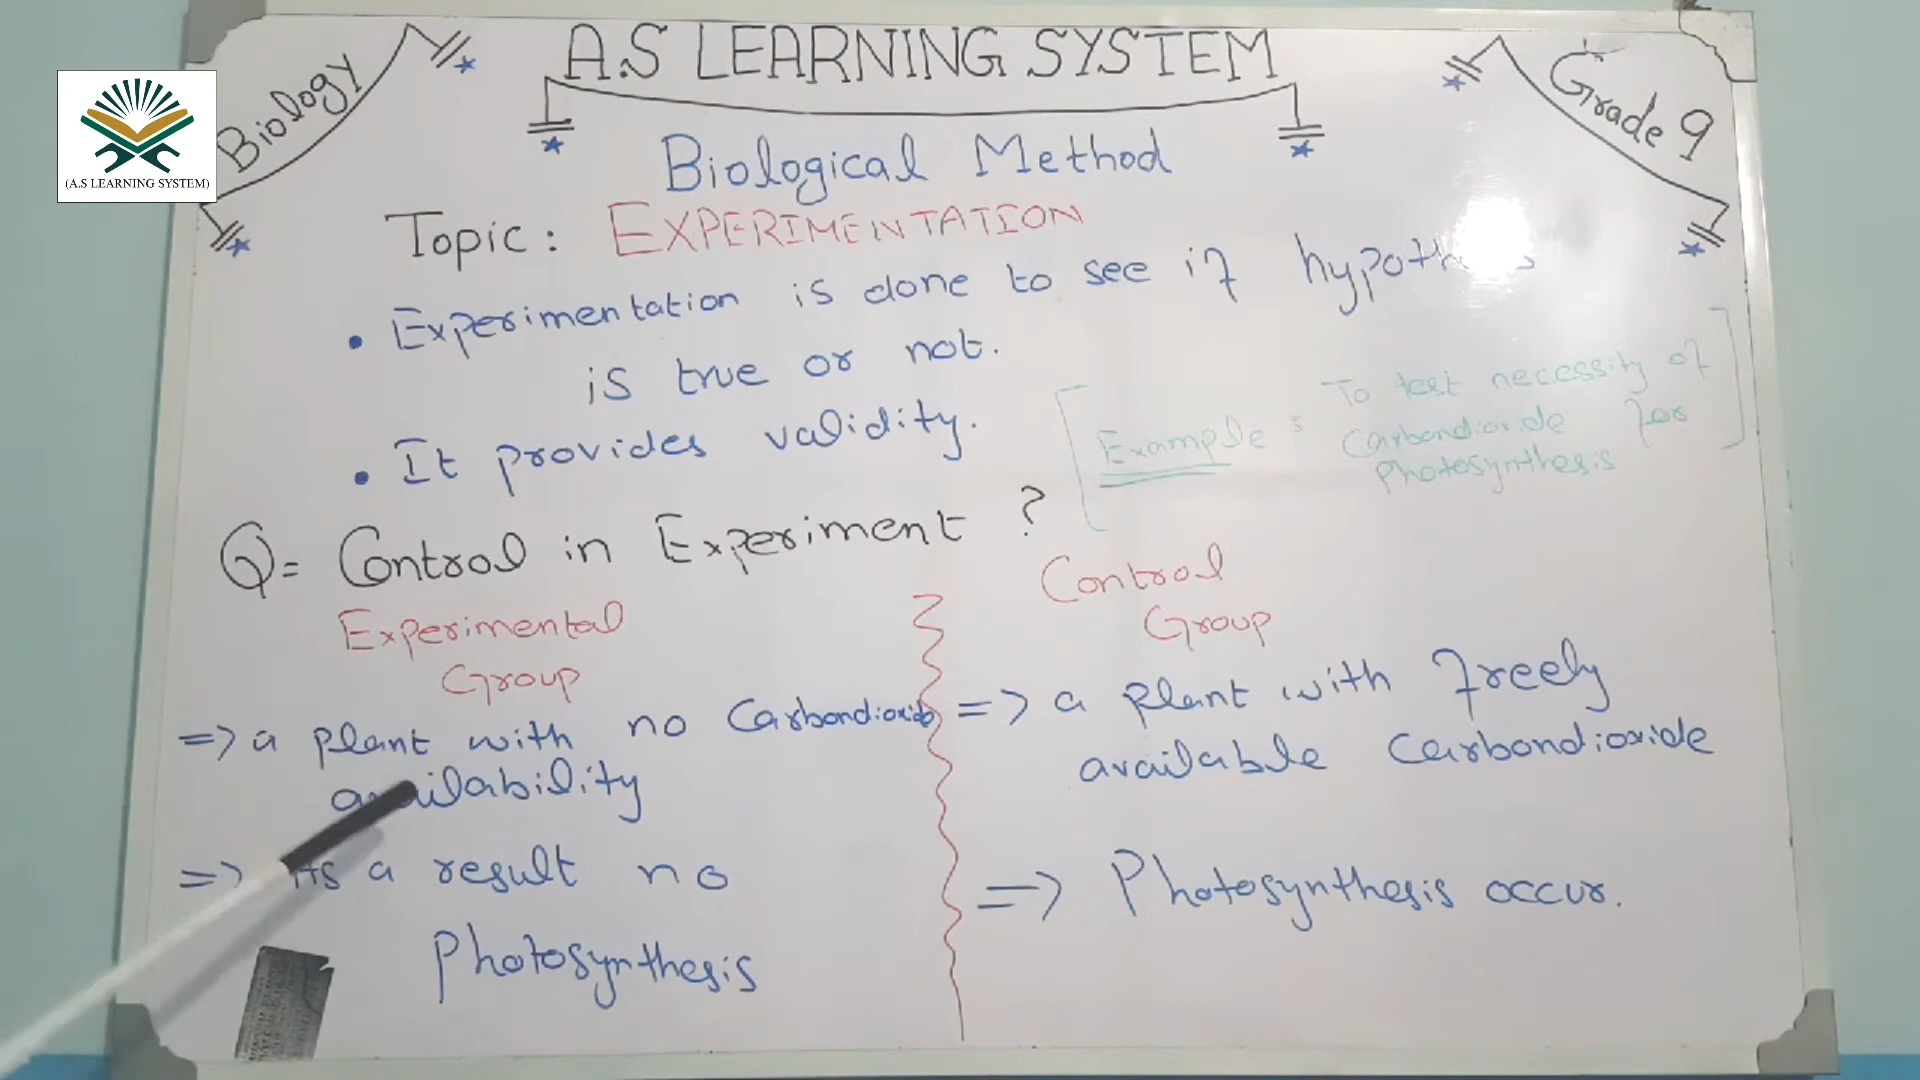 A.S LEARNING SYSTEM
Biology
Grade 9
(A.S LEARNING SYSTEM)
Biological Method
Topic: EXPERIMENTATION
• Experimentation is done to see if
is true or not.
• It provides validity.
[Example: To test necessity of
Carbondioxide for
Photosynthesis]
Q= Control in Experiment ?
Experimental
Group
=> a plant with no Carbondioxide
availability
=> As a result no
Photosynthesis
Control
Group
=> a plant with freely
available Carbondioxide
=> Photosynthesis occur.